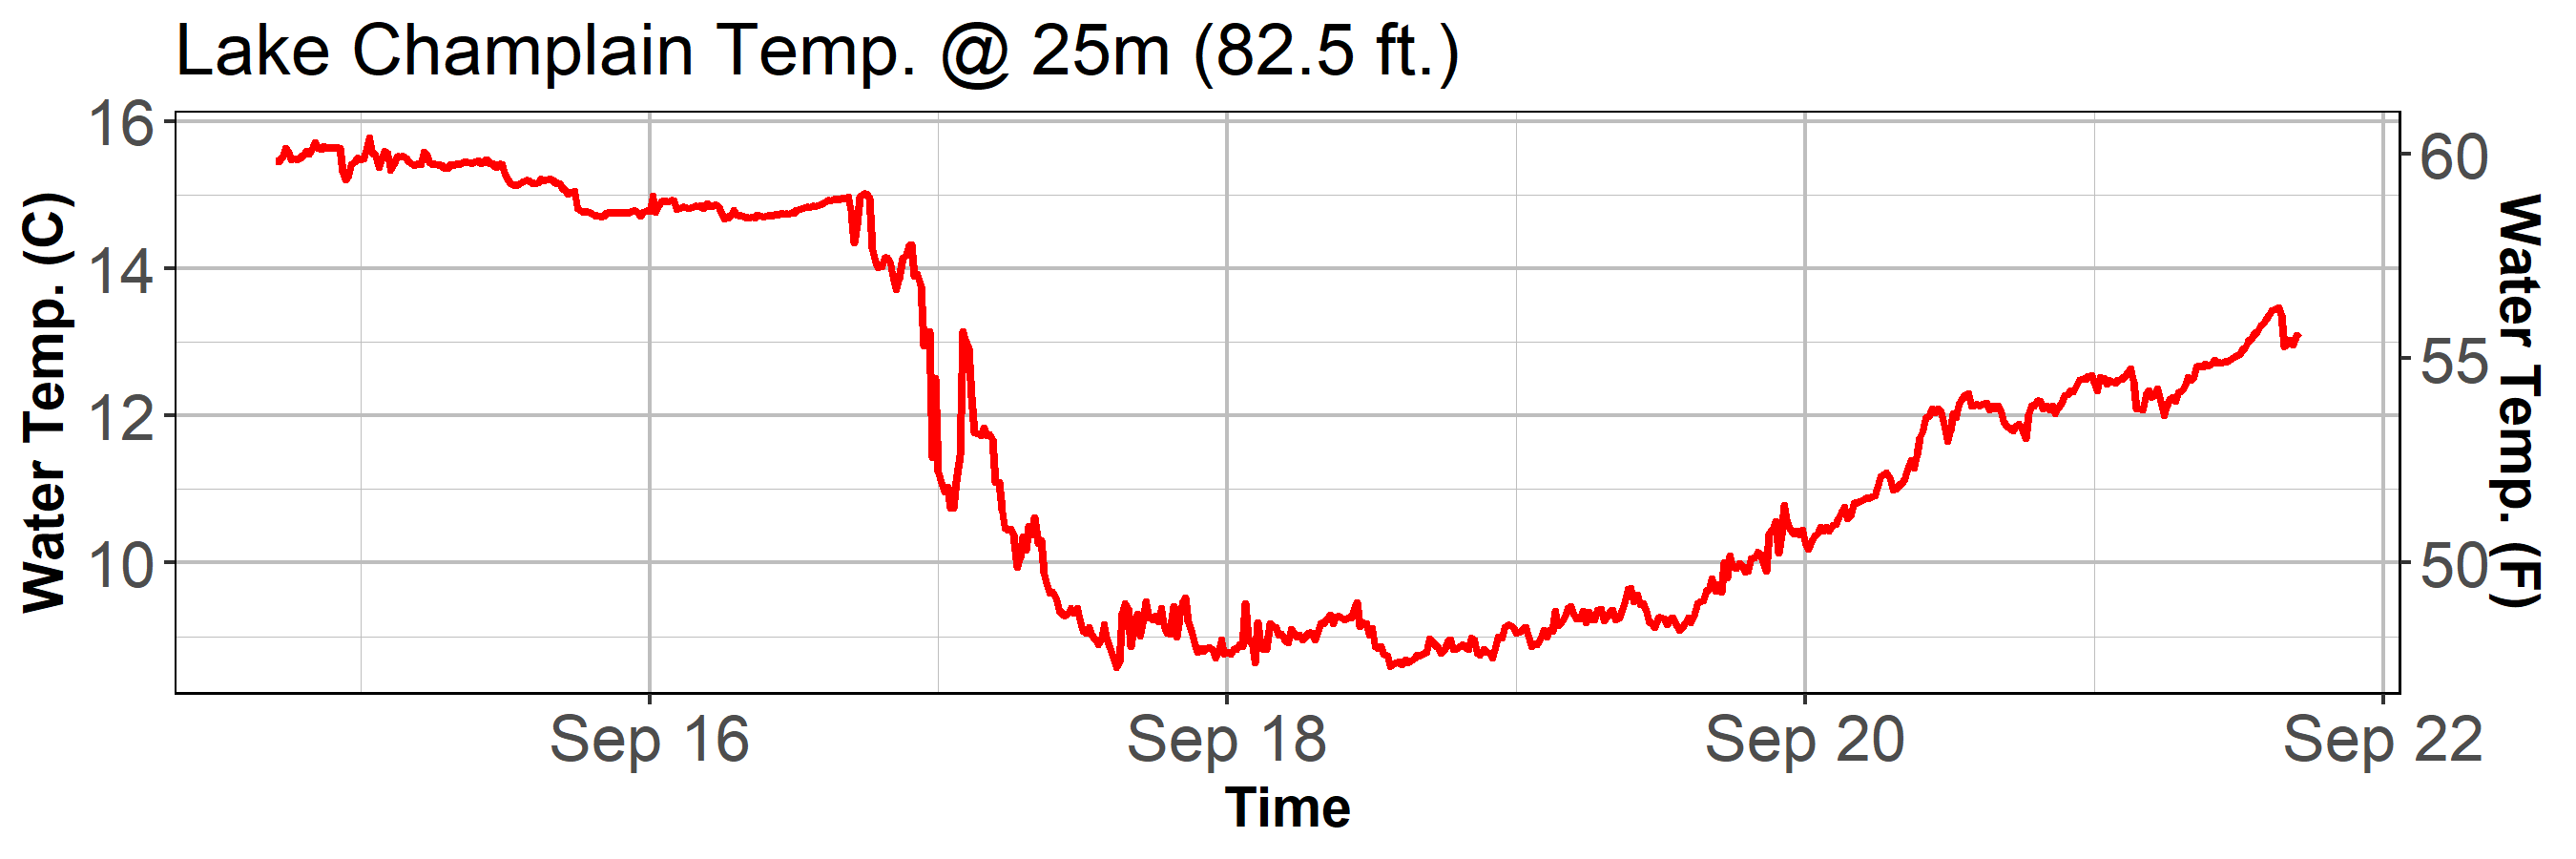 Lake Champlain Temp. @ 25m (82.5 ft.)
Water Temp. (C)
16
14
12
10
60
55
50
Water Temp. (F)
Sep 16
Sep 18
Sep 20
Sep 22
Time